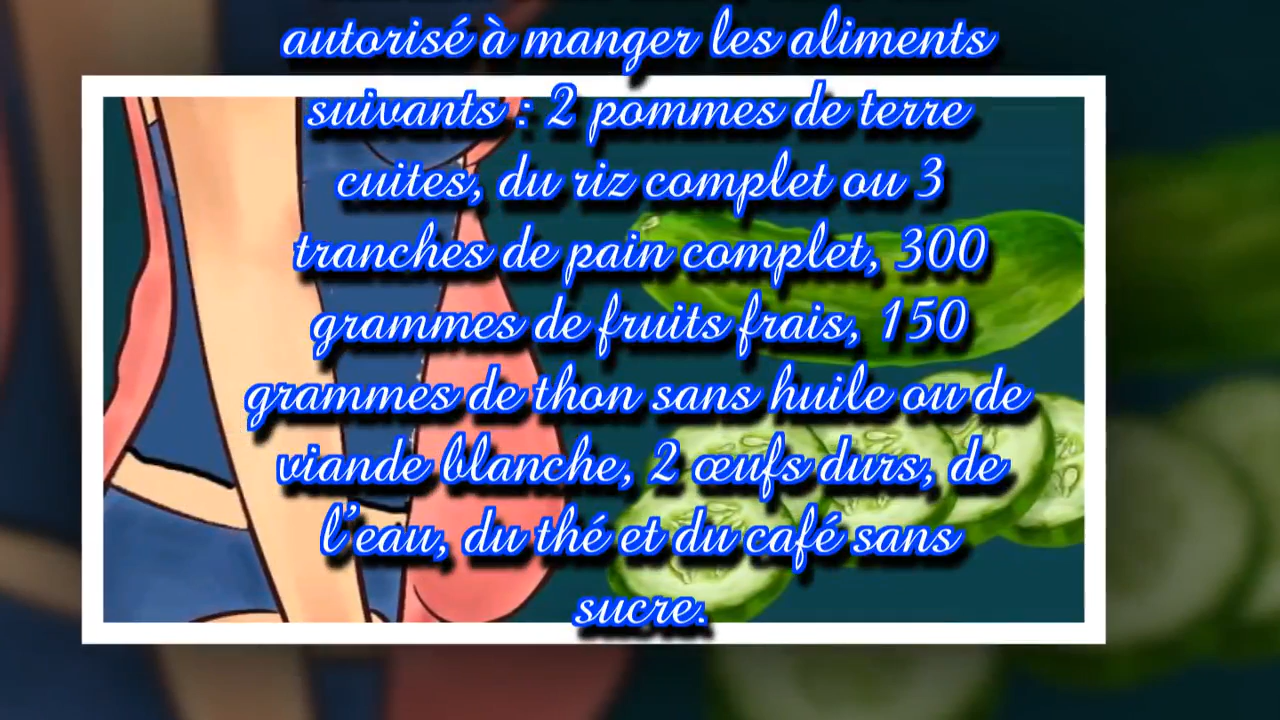 autorisé à manger les aliments
suivants : 2 pommes de terre
cuites, du riz complet ou 3
tranches de pain complet, 300
grammes de fruits frais, 150
grammes de thon sans huile ou de
viande blanche, 2 œufs durs, de
l'eau, du thé et du café sans
sucre.